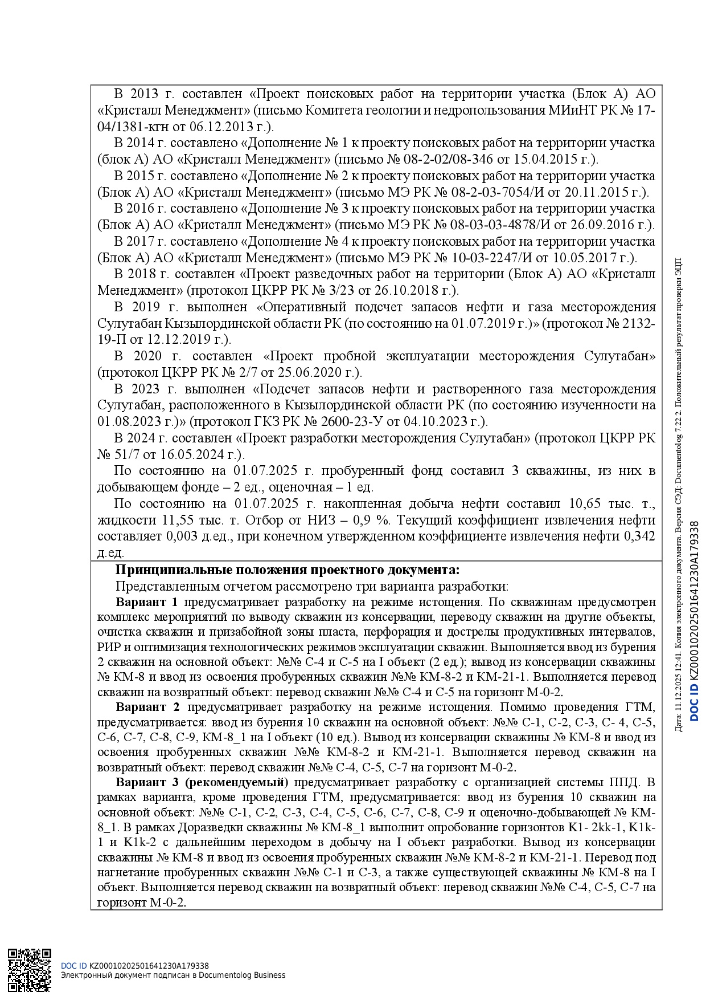 В 2013 г. составлен «Проект поисковых работ на территории участка (Блок А) АО
«Кристалл Менеджмент» (письмо Комитета геологии и недропользования МИиНТ РК № 17-
04/1381-кгн от 06.12.2013 г.).
В 2014 г. составлено «Дополнение № 1 к проекту поисковых работ на территории участка
(блок А) АО «Кристалл Менеджмент» (письмо № 08-2-02/08-346 от 15.04.2015 г.).
В 2015 г. составлено «Дополнение № 2 к проекту поисковых работ на территории участка
(Блок А) АО «Кристалл Менеджмент» (письмо МЭ РК № 08-2-03-7054/И от 20.11.2015 г.).
В 2016 г. составлено «Дополнение № 3 к проекту поисковых работ на территории участка
(Блок А) АО «Кристалл Менеджмент» (письмо МЭ РК № 08-03-03-4878/И от 26.09.2016 г.).
В 2017 г. составлено «Дополнение № 4 к проекту поисковых работ на территории участка
(Блок А) АО «Кристалл Менеджмент» (письмо МЭ РК № 10-03-2247/И от 10.05.2017 г.).
В 2018 г. составлен «Проект разведочных работ на территории (Блок А) АО «Кристалл
Менеджмент» (протокол ЦКРР РК № 3/23 от 26.10.2018 г.).
В 2019 г. выполнен «Оперативный подсчет запасов нефти и газа месторождения
Сулутабан Кызылординской области РК (по состоянию на 01.07.2019 г.)» (протокол № 2132-
19-П от 12.12.2019 г.).
В 2020 г. составлен «Проект пробной эксплуатации месторождения Сулутабан»
(протокол ЦКРР РК № 2/7 от 25.06.2020 г.).
В 2023 г. выполнен «Подсчет запасов нефти и растворенного газа месторождения
Сулутабан, расположенного в Кызылординской области РК (по состоянию изученности на
01.08.2023 г.)» (протокол ГКЗ РК № 2600-23-У от 04.10.2023 г.).
В 2024 г. составлен «Проект разработки месторождения Сулутабан» (протокол ЦКРР РК
№ 51/7 от 16.05.2024 г.).
По состоянию на 01.07.2025 г. пробуренный фонд составил 3 скважины, из них в
добывающем фонде – 2 ед., оценочная – 1 ед.
По состоянию на 01.07.2025 г. накопленная добыча нефти составил 10,65 тыс. т.,
жидкости 11,55 тыс. т. Отбор от НИЗ – 0,9 %. Текущий коэффициент извлечения нефти
составляет 0,003 д.ед., при конечном утвержденном коэффициенте извлечения нефти 0,342
д.ед.
Принципиальные положения проектного документа:
Представленным отчетом рассмотрено три варианта разработки:
Вариант 1 предусматривает разработку на режиме истощения. По скважинам предусмотрен
комплекс мероприятий по выводу скважин из консервации, переводу скважин на другие объекты,
очистка скважин и призабойной зоны пласта, перфорация и дострелы продуктивных интервалов,
РИР и оптимизация технологических режимов эксплуатации скважин. Выполняется ввод из бурения
2 скважин на основной объект: №№ С-4 и С-5 на I объект (2 ед.); вывод из консервации скважины
№ КМ-8 и ввод из освоения пробуренных скважин №№ КМ-8-2 и КМ-21-1. Выполняется перевод
скважин на возвратный объект: перевод скважин №№ С-4 и С-5 на горизонт М-0-2.
Вариант 2 предусматривает разработку на режиме истощения. Помимо проведения ГТМ,
предусматривается: ввод из бурения 10 скважин на основной объект: №№ С-1, С-2, С-3, С- 4, С-5,
С-6, С-7, С-8, С-9, КМ-8_1 на I объект (10 ед.). Вывод из консервации скважины № КМ-8 и ввод из
освоения пробуренных скважин №№ КМ-8-2 и КМ-21-1. Выполняется перевод скважин на
возвратный объект: перевод скважин №№ С-4, С-5, С-7 на горизонт М-0-2.
Вариант 3 (рекомендуемый) предусматривает разработку с организацией системы ППД. В
рамках варианта, кроме проведения ГТМ, предусматривается: ввод из бурения 10 скважин на
основной объект: №№ С-1, С-2, С-3, С-4, С-5, С-6, С-7, С-8, С-9 и оценочно-добывающей № КМ-
8_1. В рамках Доразведки скважины № КМ-8_1 выполнит опробование горизонтов K1- 2kk-1, K1k-
1 и K1k-2 с дальнейшим переходом в добычу на I объект разработки. Вывод из консервации
скважины № КМ-8 и ввод из освоения пробуренных скважин №№ КМ-8-2 и КМ-21-1. Перевод под
нагнетание пробуренных скважин №№ С-1 и С-3, а также существующей скважины № КМ-8 на I
объект. Выполняется перевод скважин на возвратный объект: перевод скважин №№ С-4, С-5, С-7 на
горизонт М-0-2.
Дата: 11.12.2025 12:41. Копия электронного документа. Версия СЭД: Documentolog 7.22.2. Положительный результат проверки ЭЦП
DOC ID KZ00010202501641230A179338
DOC ID KZ00010202501641230A179338
Электронный документ подписан в Documentolog Business